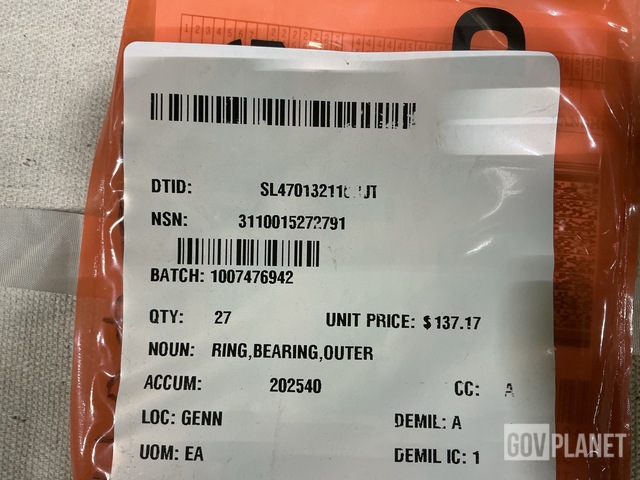 DTID:
NSN: 3110015272791
BATCH: 1007476942
QTY: 27 UNIT PRICE: $ 137.17
NOUN: RING,BEARING,OUTER
ACCUM: 202540 CC: A
LOC: GENN DEMIL: A
UOM: EA DEMIL IC: 1
GOVPLANET